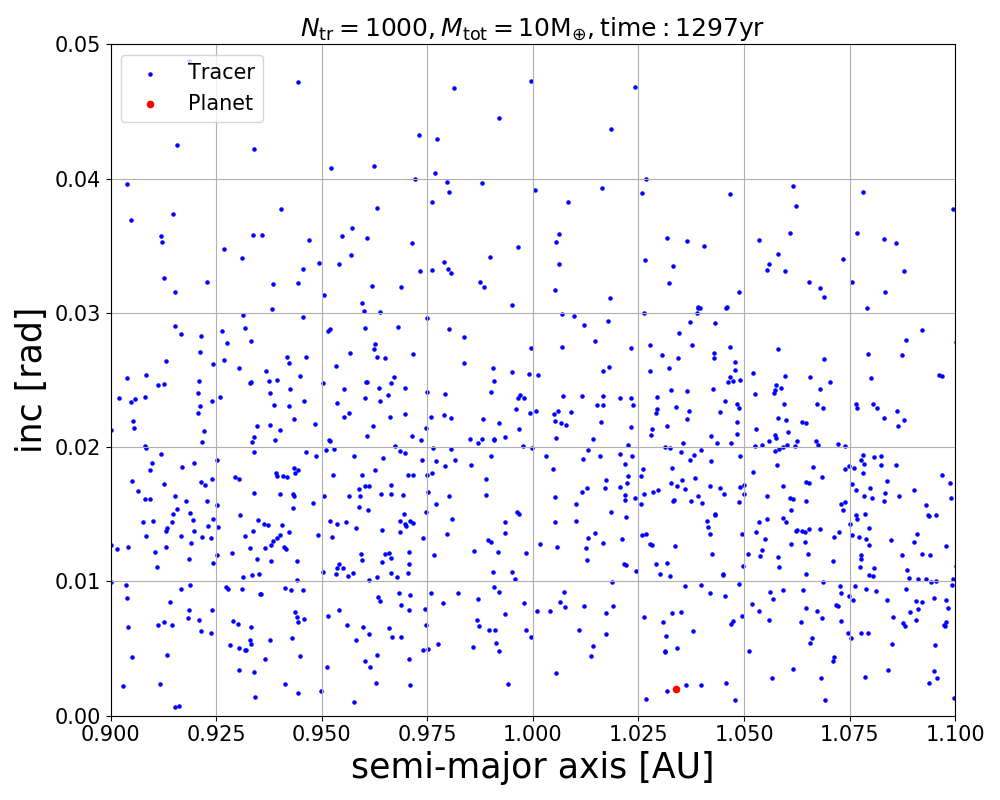 N_tr = 1000, M_tot = 10M_⊕, time : 1297yr
Tracer
Planet
inc [rad]
0.05
0.04
0.03
0.02
0.01
0.00
0.900 0.925 0.950 0.975 1.000 1.025 1.050 1.075 1.100
semi-major axis [AU]